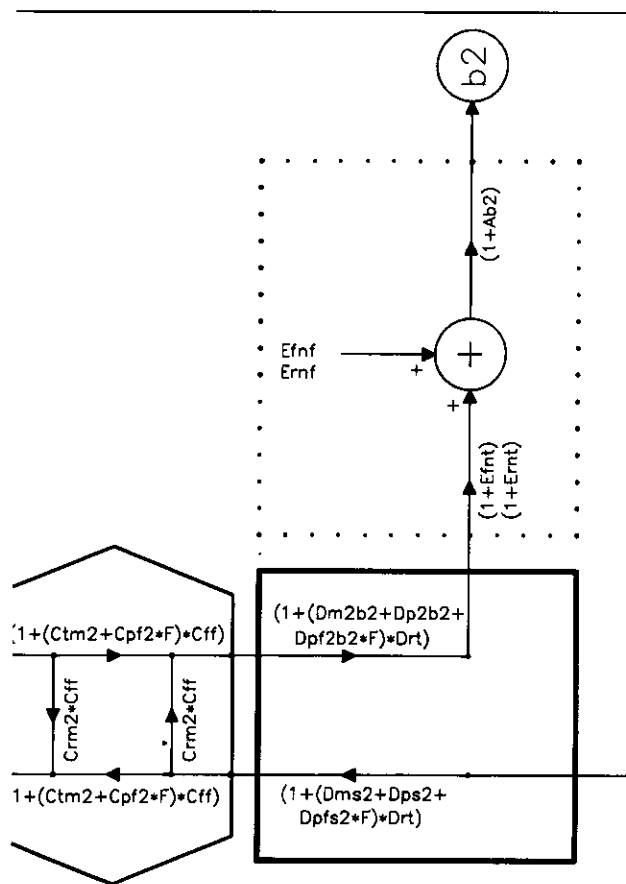 b2
(1+Ab2)
Efnf
Ernf
+
+
+
(1+Efnt)
(1+Ernt)
(1+(Ctm2+Cpf2*F)*Cff)
(1+(Dm2b2+Dp2b2+
Dpf2b2*F)*Drt)
Crm2*Cff
Crm2*Cff
1+(Ctm2+Cpf2*F)*Cff)
(1+(Dms2+Dps2+
Dpfs2*F)*Drt)